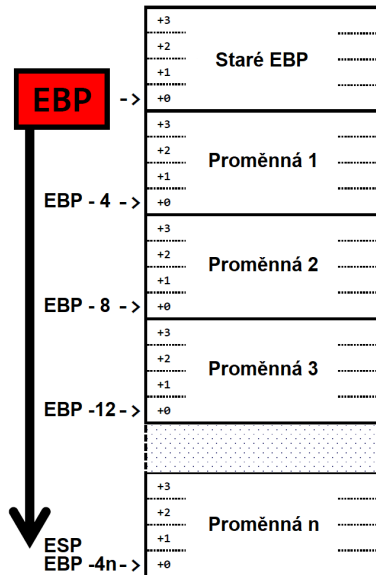 +3
+2
Staré EBP
+1
EBP -> +0
+3
+2
Proměnná 1
+1
EBP - 4 -> +0
+3
+2
Proměnná 2
+1
EBP - 8 -> +0
+3
+2
Proměnná 3
+1
EBP -12 -> +0
+3
+2
Proměnná n
+1
ESP
EBP -4n -> +0